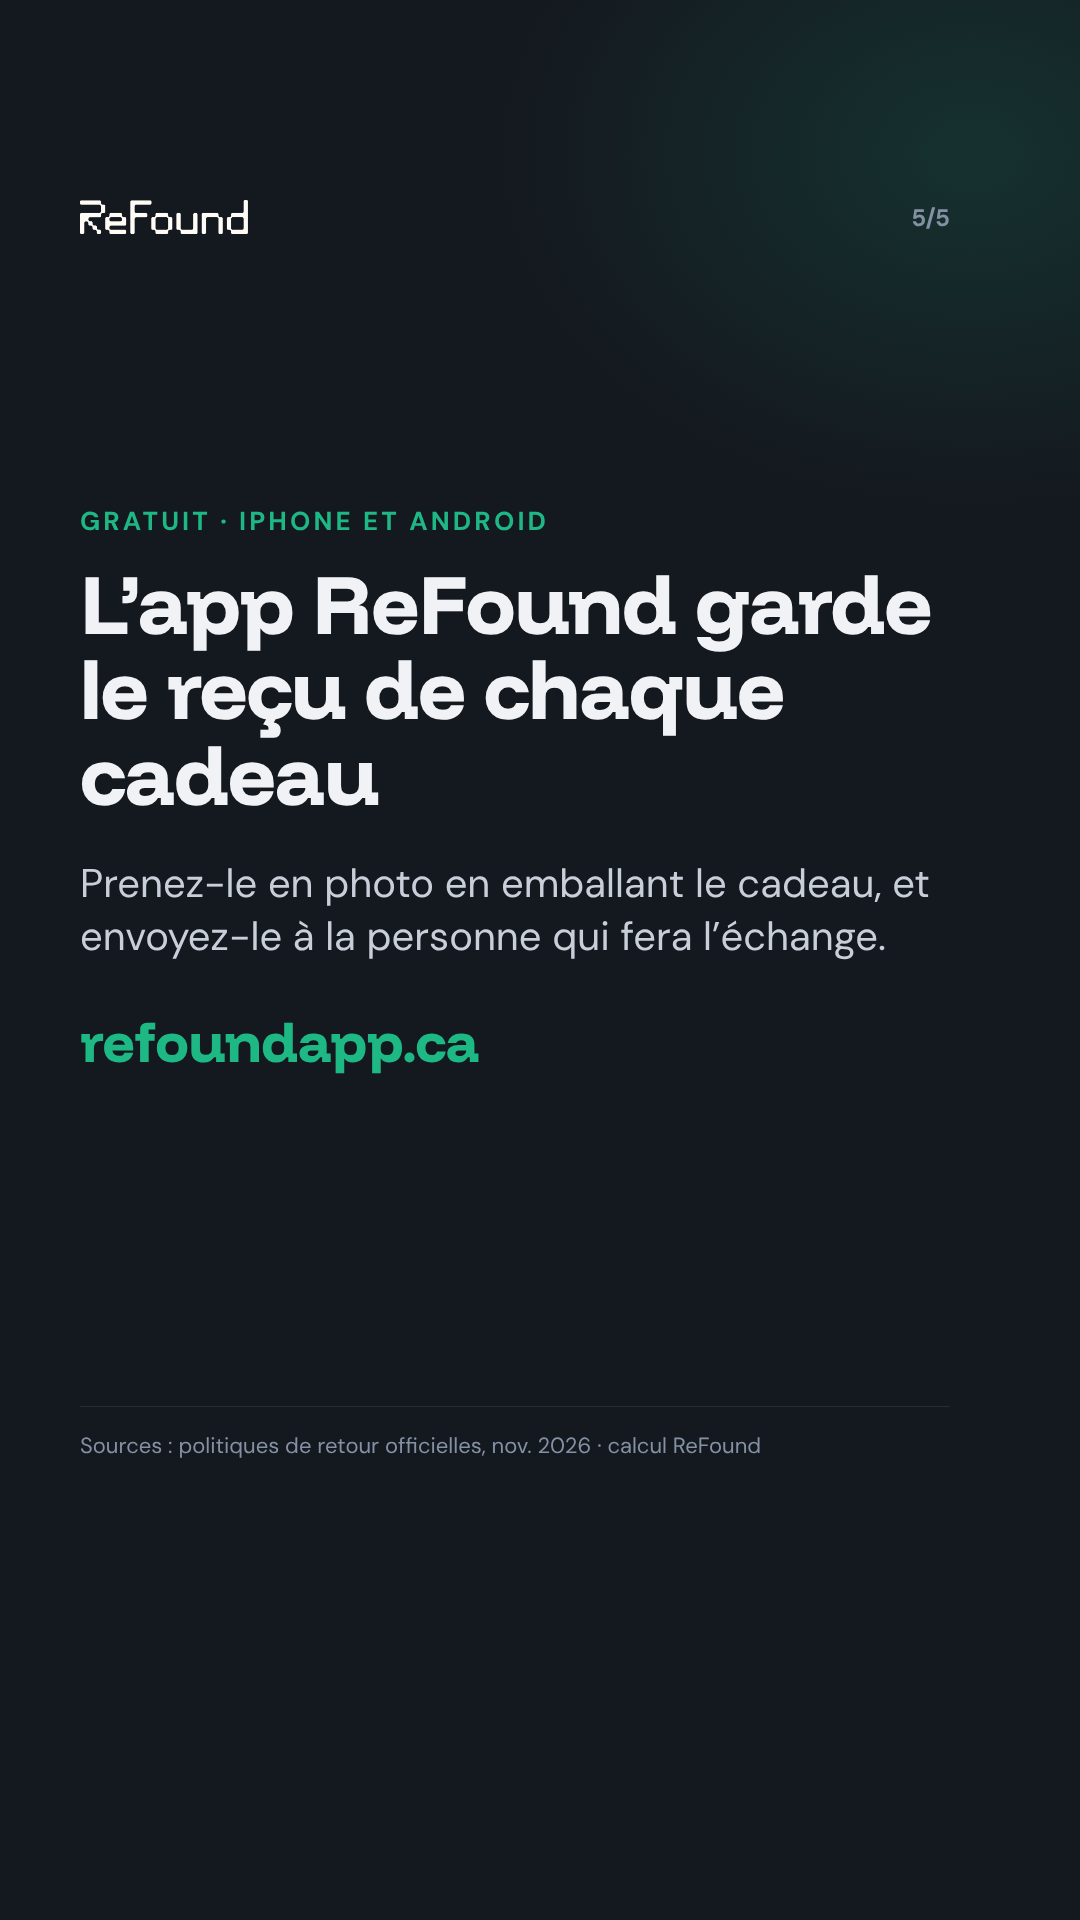 ReFound
5/5
GRATUIT · IPHONE ET ANDROID
L’app ReFound garde
le reçu de chaque
cadeau
Prenez-le en photo en emballant le cadeau, et
envoyez-le à la personne qui fera l’échange.
refoundapp.ca
Sources : politiques de retour officielles, nov. 2026 · calcul ReFound